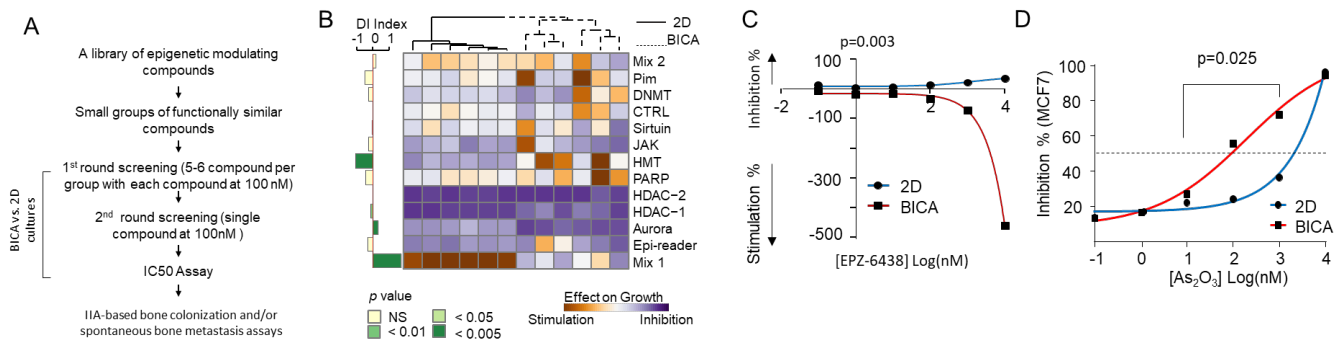 A
A library of epigenetic modulating
compounds
Small groups of functionally similar
compounds
1st round screening (5-6 compound per
group with each compound at 100 nM)
2nd round screening (single
compound at 100nM )
IC50 Assay
IIA-based bone colonization and/or
spontaneous bone metastasis assays
BICA vs. 2D
cultures
B
DI Index
-1 0 1
2D
BICA
Mix 2
Pim
DNMT
CTRL
Sirtuin
JAK
HMT
PARP
HDAC-2
HDAC-1
Aurora
Epi-reader
Mix 1
p value
NS
< 0.01
< 0.05
< 0.005
Effect on Growth
Stimulation Inhibition
C
p=0.003
Inhibition %
Stimulation %
100
-100
-300
-500
-2 0 2 4
2D
BICA
[EPZ-6438] Log(nM)
D
p=0.025
Inhibition % (MCF7)
100
80
60
40
20
-1 0 1 2 3 4
2D
BICA
[As2O3] Log(nM)